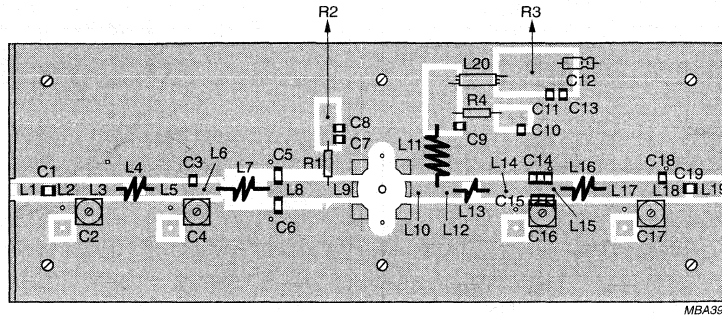 R2 R3
L20
C12
C11 C13
R4
C8
C7
C9 C10
L11
R1
C1 L4 C3 L6 L7 C5 L14 C14 L16 C18
C19
L1 L2 L3 L5 L8 L9 L17 L18 L19
L10 L12 L13 C15 L15
C2 C4 C6 C16 C17
MBA39